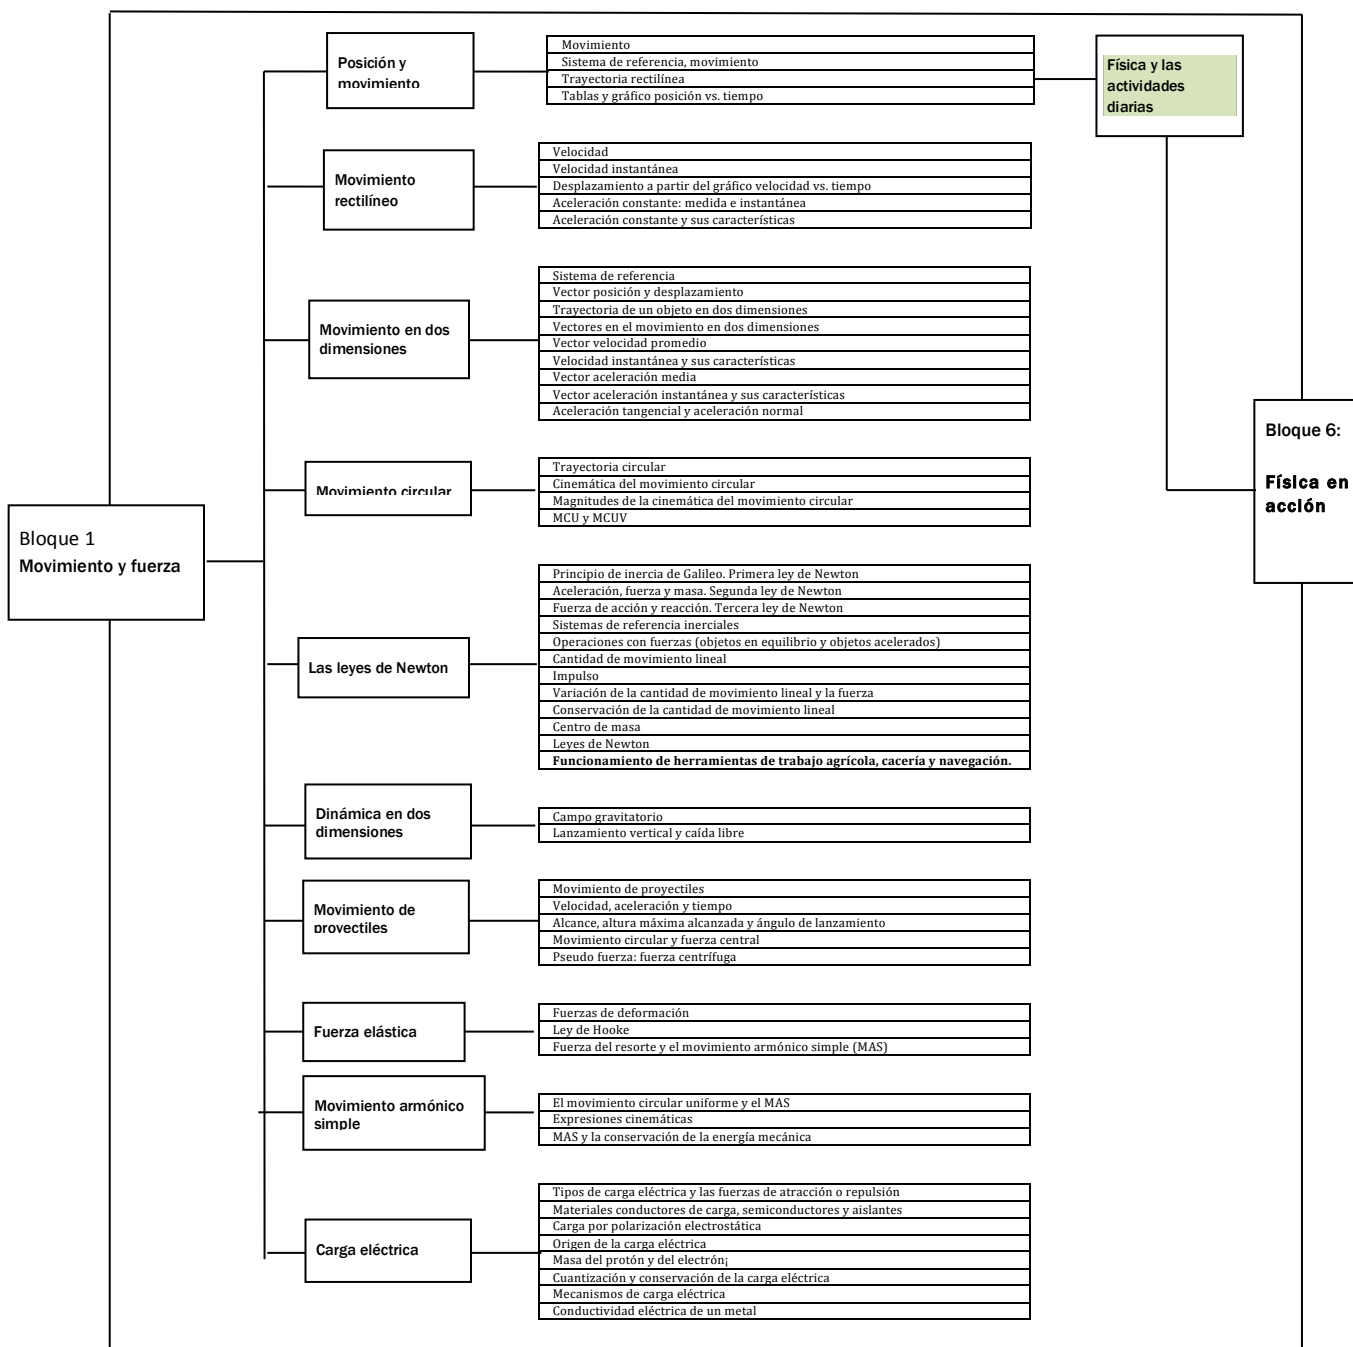 Posición y
movimiento
Movimiento
Sistema de referencia, movimiento
Trayectoria rectilínea
Tablas y gráfico posición vs. tiempo
Física y las
actividades
diarias
Movimiento
rectilíneo
Velocidad
Velocidad instantánea
Desplazamiento a partir del gráfico velocidad vs. tiempo
Aceleración constante: medida e instantánea
Aceleración constante y sus características
Movimiento en dos
dimensiones
Sistema de referencia
Vector posición y desplazamiento
Trayectoria de un objeto en dos dimensiones
Vectores en el movimiento en dos dimensiones
Vector velocidad promedio
Velocidad instantánea y sus características
Vector aceleración media
Vector aceleración instantánea y sus características
Aceleración tangencial y aceleración normal
Bloque 6:
Física en
acción
Movimiento circular
Trayectoria circular
Cinemática del movimiento circular
Magnitudes de la cinemática del movimiento circular
MCU y MCUV
Bloque 1
Movimiento y fuerza
Las leyes de Newton
Principio de inercia de Galileo. Primera ley de Newton
Aceleración, fuerza y masa. Segunda ley de Newton
Fuerza de acción y reacción. Tercera ley de Newton
Sistemas de referencia inerciales
Operaciones con fuerzas (objetos en equilibrio y objetos acelerados)
Cantidad de movimiento lineal
Impulso
Variación de la cantidad de movimiento lineal y la fuerza
Conservación de la cantidad de movimiento lineal
Centro de masa
Leyes de Newton
Funcionamiento de herramientas de trabajo agrícola, cacería y navegación.
Dinámica en dos
dimensiones
Campo gravitatorio
Lanzamiento vertical y caída libre
Movimiento de
proyectiles
Movimiento de proyectiles
Velocidad, aceleración y tiempo
Alcance, altura máxima alcanzada y ángulo de lanzamiento
Movimiento circular y fuerza central
Pseudo fuerza: fuerza centrífuga
Fuerza elástica
Fuerzas de deformación
Ley de Hooke
Fuerza del resorte y el movimiento armónico simple (MAS)
Movimiento armónico
simple
El movimiento circular uniforme y el MAS
Expresiones cinemáticas
MAS y la conservación de la energía mecánica
Carga eléctrica
Tipos de carga eléctrica y las fuerzas de atracción o repulsión
Materiales conductores de carga, semiconductores y aislantes
Carga por polarización electrostática
Origen de la carga eléctrica
Masa del protón y del electrón¡
Cuantización y conservación de la carga eléctrica
Mecanismos de carga eléctrica
Conductividad eléctrica de un metal